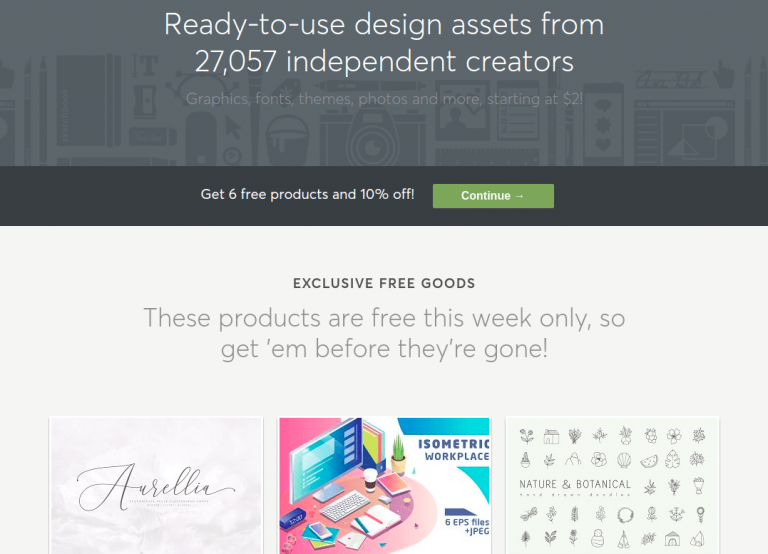 Ready-to-use design assets from
27,057 independent creators
Graphics, fonts, themes, photos and more, starting at $2!
Get 6 free products and 10% off!
Continue →
EXCLUSIVE FREE GOODS
These products are free this week only, so
get 'em before they're gone!
Aurellia
ISOMETRIC
WORKPLACE
6 EPS files
+JPEG
NATURE & BOTANICAL
hand drawn doodles